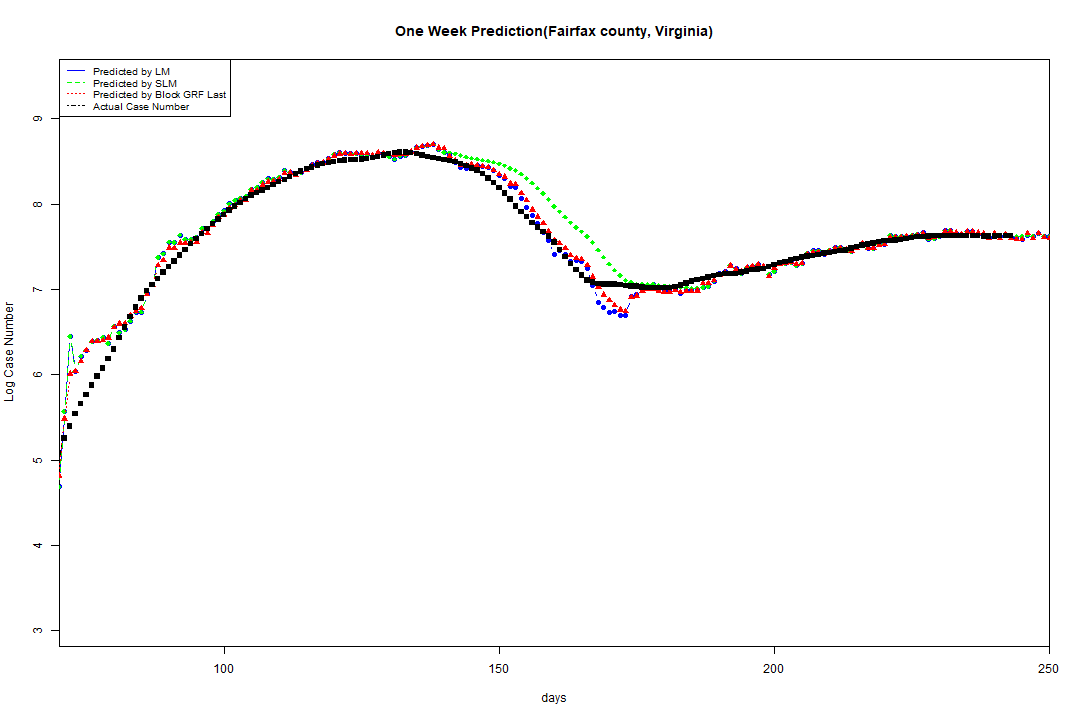 One Week Prediction(Fairfax county, Virginia)
Predicted by LM
Predicted by SLM
Predicted by Block GRF Last
Actual Case Number
9
8
7
6
5
4
3
Log Case Number
100 150 200 250
days